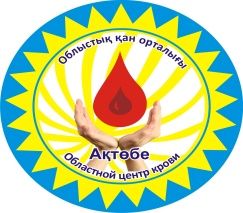 Облыстық қан орталығы
Ақтөбе
Областной центр крови